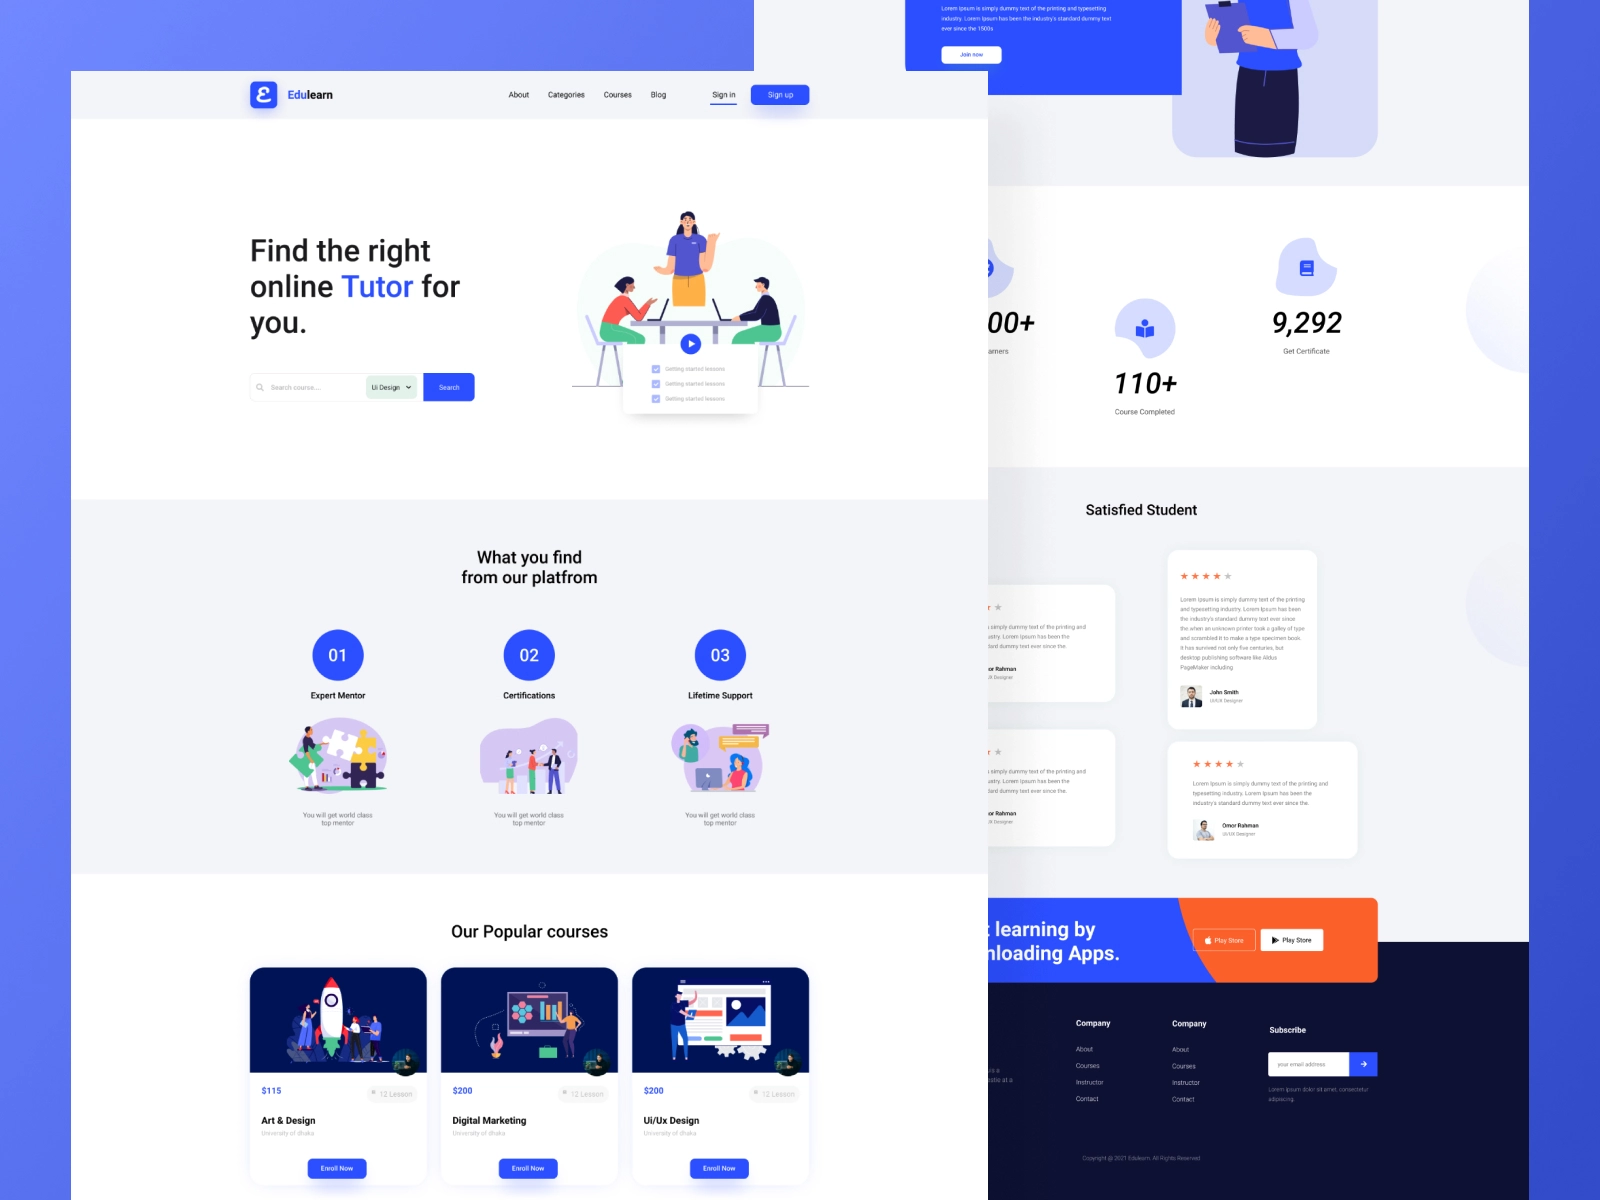 Edulearn
About
Categories
Courses
Blog
Sign in
Sign up
Find the right
online Tutor for
you.
Search course....
Ui Design
Search
Getting started lessons
Getting started lessons
Getting started lessons
What you find
from our platfrom
01
02
03
Expert Mentor
Certifications
Lifetime Support
You will get world class
top mentor
You will get world class
top mentor
You will get world class
top mentor
Our Popular courses
$115
12 Lesson
Art & Design
University of dhaka
Enroll Now
$200
12 Lesson
Digital Marketing
University of dhaka
Enroll Now
$200
12 Lesson
Ui/Ux Design
University of dhaka
Enroll Now
Lorem Ipsum is simply dummy text of the printing and typesetting
industry. Lorem Ipsum has been the industry's standard dummy text
ever since the 1500s
Join now
00+
arners
110+
Course Completed
9,292
Get Certificate
Satisfied Student
simply dummy text of the printing and
ustry. Lorem Ipsum has been the
dard dummy text ever since the.
or Rahman
X Designer
simply dummy text of the printing and
ustry. Lorem Ipsum has been the
dard dummy text ever since the.
or Rahman
X Designer
Lorem Ipsum is simply dummy text of the printing
and typesetting industry. Lorem Ipsum has been
the industry's standard dummy text ever since
the when an unknown printer took a galley of type
and scrambled it to make a type specimen book.
It has survived not only five centuries, but
desktop publishing software like Aldus
PageMaker including
John Smith
UI/UX Designer
Lorem Ipsum is simply dummy text of the printing and
typesetting industry. Lorem Ipsum has been the
industry's standard dummy text ever since the.
Omor Rahman
UI/UX Designer
t learning by
nloading Apps.
Play Store
Play Store
us a
estic at a
Company
About
Courses
Instructor
Contact
Company
About
Courses
Instructor
Contact
Subscribe
your email address
Lorem ipsum dolor sit amet, consectetur
adipiscing.
Copyright @ 2021 Edulearn. All Rights Reserved